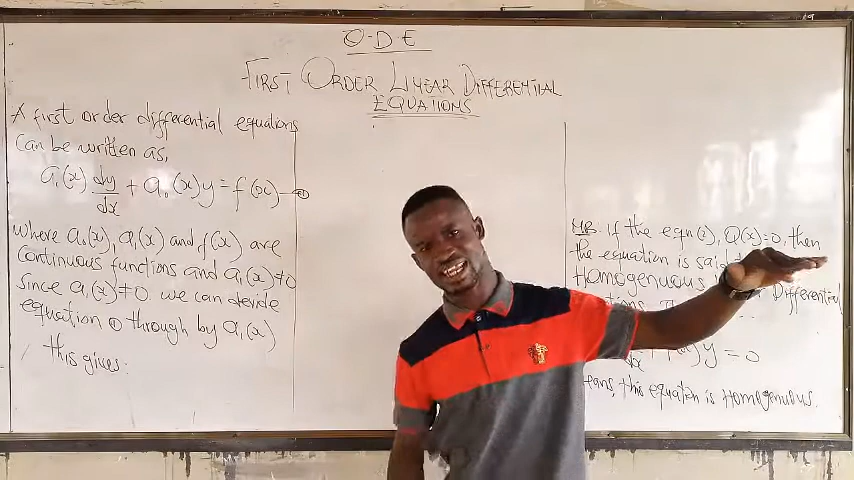 O-D-E
FIRST ORDER LINEAR DIFFERENTIAL
EQUATIONS
A first order differential equations
Can be written as,
a₁(x) dy/dx + a₀(x)y = f(x) —①
where a₀(x), a₁(x) and f(x) are
Continuous functions and a₁(x)≠0
Since a₁(x)≠0 we can devide
equation ① through by a₁(x)
this gives:
NB. if the eqn(2), Q(x)=0, then
the equation is said
Homogenuous Differential
dx y = 0
this equation is Homogenuous.